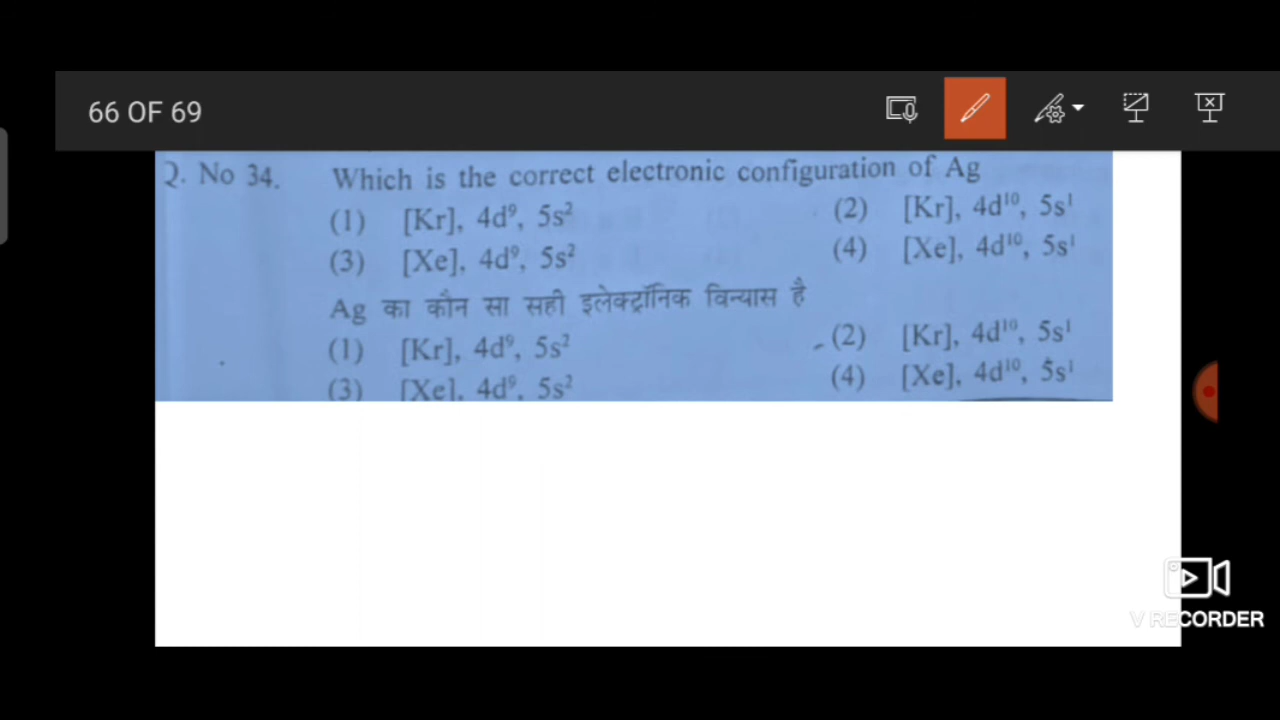 66 OF 69
Q. No 34. Which is the correct electronic configuration of Ag
(1) [Kr], 4d⁹, 5s² (2) [Kr], 4d¹⁰, 5s¹
(3) [Xe], 4d⁹, 5s² (4) [Xe], 4d¹⁰, 5s¹
Ag का कौन सा सही इलेक्ट्रॉनिक विन्यास है
(1) [Kr], 4d⁹, 5s² (2) [Kr], 4d¹⁰, 5s¹
(3) [Xe], 4d⁹, 5s² (4) [Xe], 4d¹⁰, 5s¹
V RECORDER